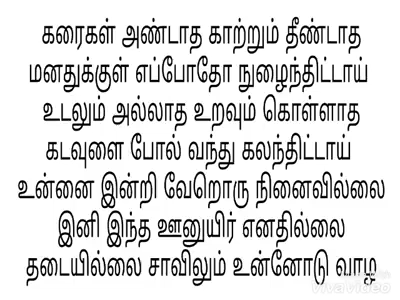 கரைகள் அண்டாத காற்றும் தீண்டாத
மனதுக்குள் எப்போதோ நுழைந்திட்டாய்
உடலும் அல்லாத உறவும் கொள்ளாத
கடவுளை போல் வந்து கலந்திட்டாய்
உன்னை இன்றி வேறொரு நினைவில்லை
இனி இந்த ஊனுயிர் எனதில்லை
தடையில்லை சாவிலும் உன்னோடு வாழ
vivavideo